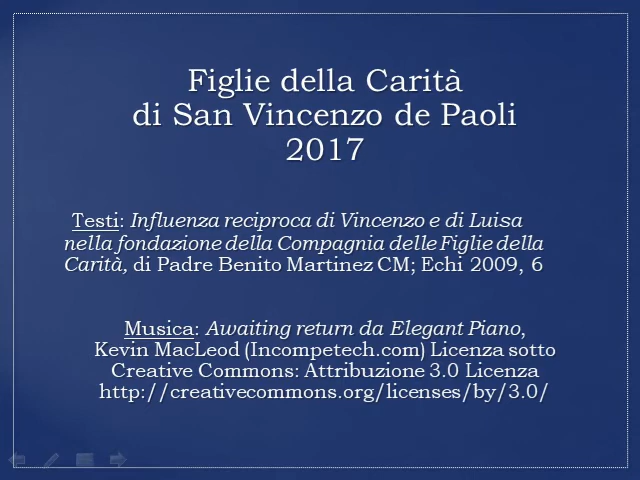 Figlie della Carità
di San Vincenzo de Paoli
2017
Testi: Influenza reciproca di Vincenzo e di Luisa
nella fondazione della Compagnia delle Figlie della
Carità, di Padre Benito Martinez CM; Echi 2009, 6
Musica: Awaiting return da Elegant Piano,
Kevin MacLeod (Incompetech.com) Licenza sotto
Creative Commons: Attribuzione 3.0 Licenza
http://creativecommons.org/licenses/by/3.0/